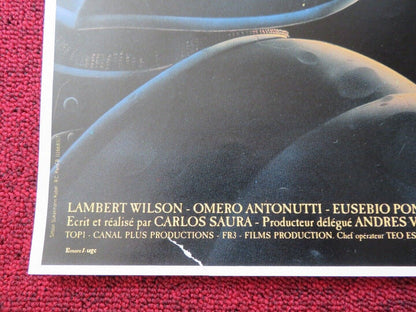 LAMBERT WILSON - OMERO ANTONUTTI - EUSEBIO PON
Ecrit et réalisé par CARLOS SAURA - Producteur délégué ANDRES V
TOP1 - CANAL PLUS PRODUCTIONS - FR3 - FILMS PRODUCTION. Chef opérateur TEO ES